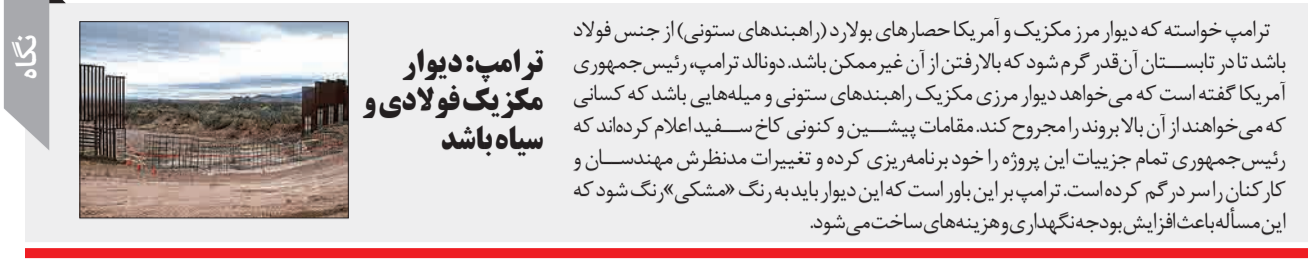 نگاه
ترامپ: دیوار
مکزیک فولادی و
سیاه باشد
ترامپ خواسته که دیوار مرز مکزیک و آمریکا حصارهای بولارد (راهبندهای ستونی) از جنس فولاد
باشد تا در تابستان آن‌قدر گرم شود که بالا رفتن از آن غیر ممکن باشد. دونالد ترامپ، رئیس جمهوری
آمریکا گفته است که می‌خواهد دیوار مرزی مکزیک راهبندهای ستونی و میله‌هایی باشد که کسانی
که می‌خواهند از آن بالا بروند را مجروح کند. مقامات پیشین و کنونی کاخ سفید اعلام کرده‌اند که
رئیس جمهوری تمام جزییات این پروژه را خود برنامه‌ریزی کرده و تغییرات مدنظرش مهندسان و
کارکنان را سر در گم کرده است. ترامپ بر این باور است که این دیوار باید به رنگ «مشکی» رنگ شود که
این مسأله باعث افزایش بودجه نگهداری و هزینه‌های ساخت می‌شود.